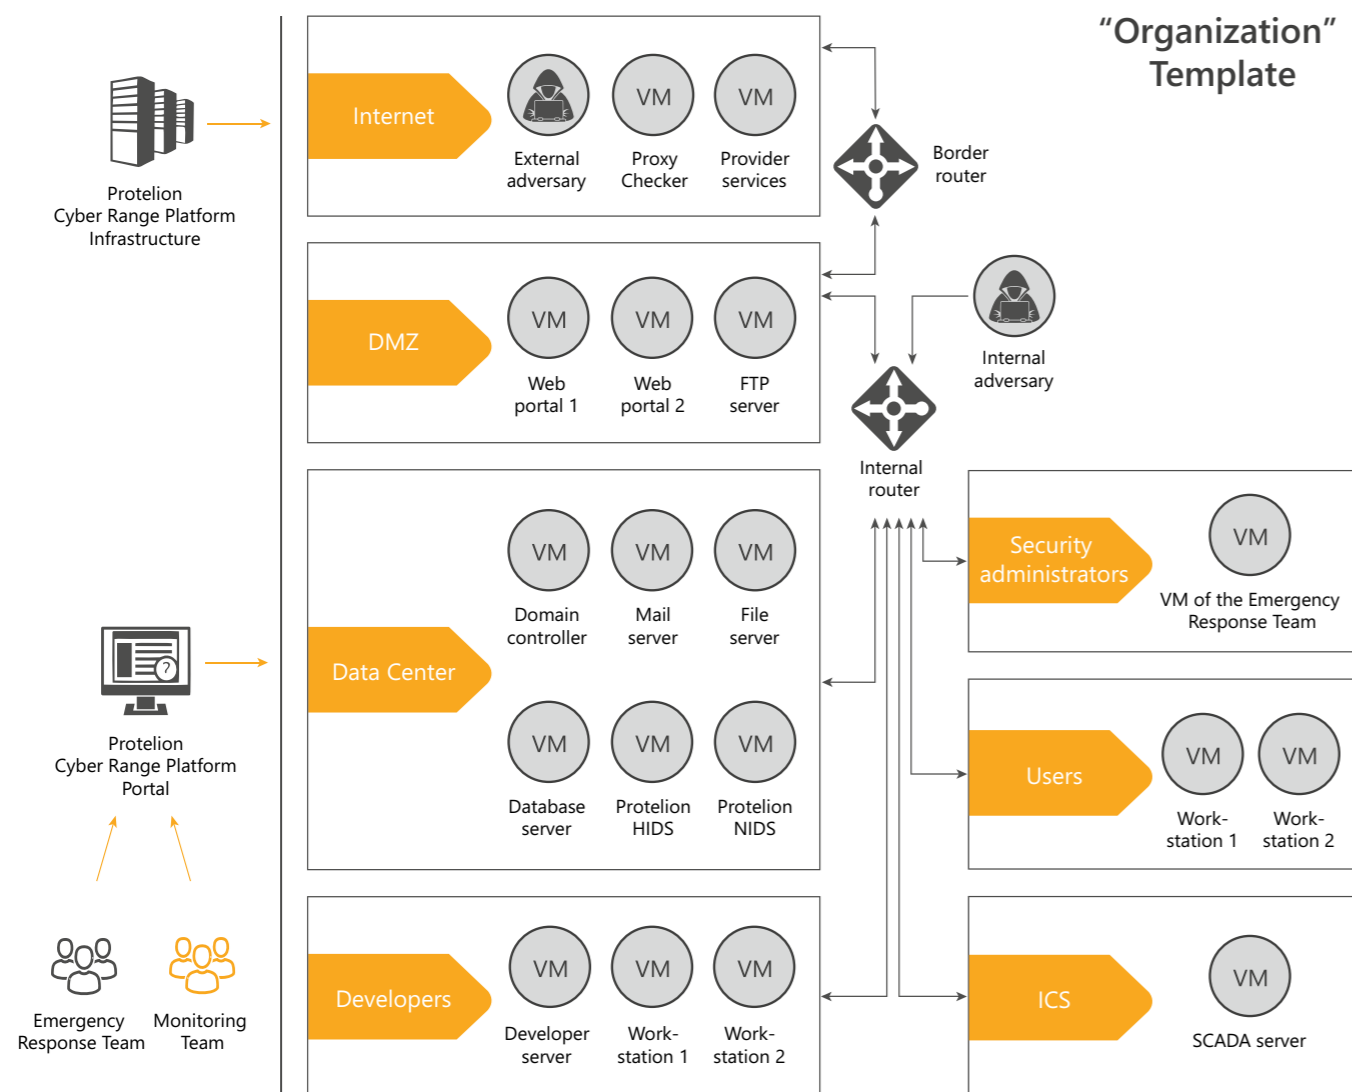 “Organization”
Template
Protelion
Cyber Range Platform
Infrastructure
Internet
External
adversary
VM
Proxy
Checker
VM
Provider
services
Border
router
DMZ
VM
Web
portal 1
VM
Web
portal 2
VM
FTP
server
Internal
adversary
Internal
router
Data Center
VM
Domain
controller
VM
Mail
server
VM
File
server
VM
Database
server
VM
Protelion
HIDS
VM
Protelion
NIDS
Security
administrators
VM
VM of the Emergency
Response Team
?
Protelion
Cyber Range Platform
Portal
Users
VM
Work-
station 1
VM
Work-
station 2
Emergency
Response Team
Monitoring
Team
Developers
VM
Developer
server
VM
Work-
station 1
VM
Work-
station 2
ICS
VM
SCADA server